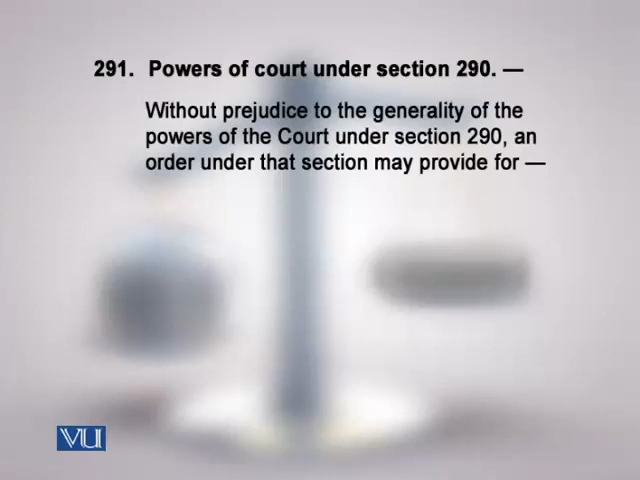 291. Powers of court under section 290. —
Without prejudice to the generality of the
powers of the Court under section 290, an
order under that section may provide for —
VU